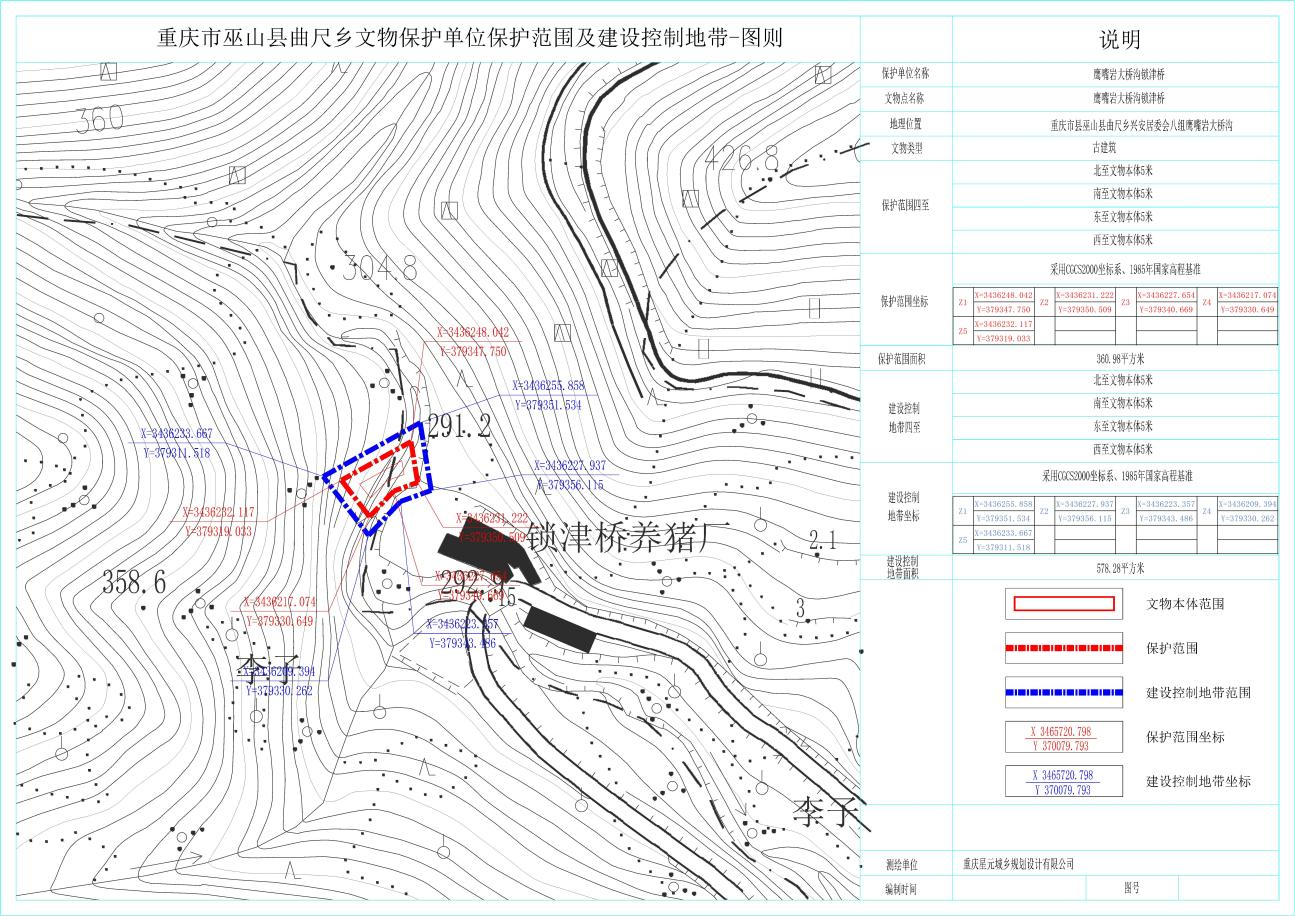 重庆市巫山县曲尺乡文物保护单位保护范围及建设控制地带-图则
360
426.8
304.8
X=3436248.042
Y=379347.750
X=3436255.858
Y=379351.534
291.2
X=3436233.667
Y=379311.518
X=3436227.937
Y=379356.115
X=3436232.117
Y=379319.033
X=3436231.222
Y=379350.509
锁津桥养猪厂
2.1
358.6
292.9
15
3
X=3436217.074
Y=379330.649
X=3436223.357
Y=379343.486
李子
X=3436209.394
Y=379330.262
李子
说明
保护单位名称 鹰嘴岩大桥沟锁津桥
文物点名称 鹰嘴岩大桥沟锁津桥
地理位置 重庆市县巫山县曲尺乡兴安居委会八组鹰嘴岩大桥沟
文物类型 古建筑
保护范围四至
北至文物本体5米
南至文物本体5米
东至文物本体5米
西至文物本体5米
保护范围坐标
采用CGCS2000坐标系、1985年国家高程基准
Z1 X=3436248.042 Y=379347.750
Z2 X=3436231.222 Y=379350.509
Z3 X=3436227.654 Y=379340.669
Z4 X=3436217.074 Y=379330.649
Z5 X=3436232.117 Y=379319.033
保护范围面积 360.98平方米
建设控制
地带四至
北至文物本体5米
南至文物本体5米
东至文物本体5米
西至文物本体5米
建设控制
地带坐标
采用CGCS2000坐标系、1985年国家高程基准
Z1 X=3436255.858 Y=379351.534
Z2 X=3436227.937 Y=379356.115
Z3 X=3436223.357 Y=379343.486
Z4 X=3436209.394 Y=379330.262
Z5 X=3436233.667 Y=379311.518
建设控制
地带面积
578.28平方米
文物本体范围
保护范围
建设控制地带范围
X 3465720.798
Y 370079.793
保护范围坐标
X 3465720.798
Y 370079.793
建设控制地带坐标
测绘单位 重庆星元城乡规划设计有限公司
编制时间 图号